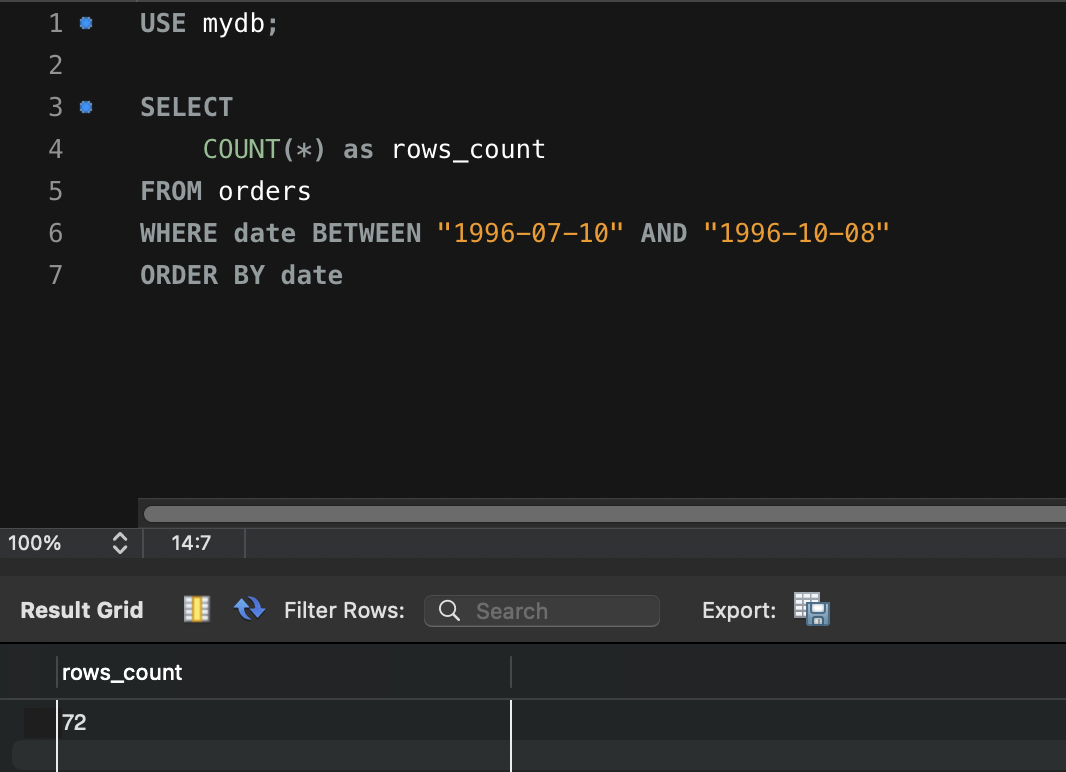 1 USE mydb;
2
3 SELECT
4 COUNT(*) as rows_count
5 FROM orders
6 WHERE date BETWEEN "1996-07-10" AND "1996-10-08"
7 ORDER BY date
100% 14:7
Result Grid Filter Rows: Search Export:
rows_count
72